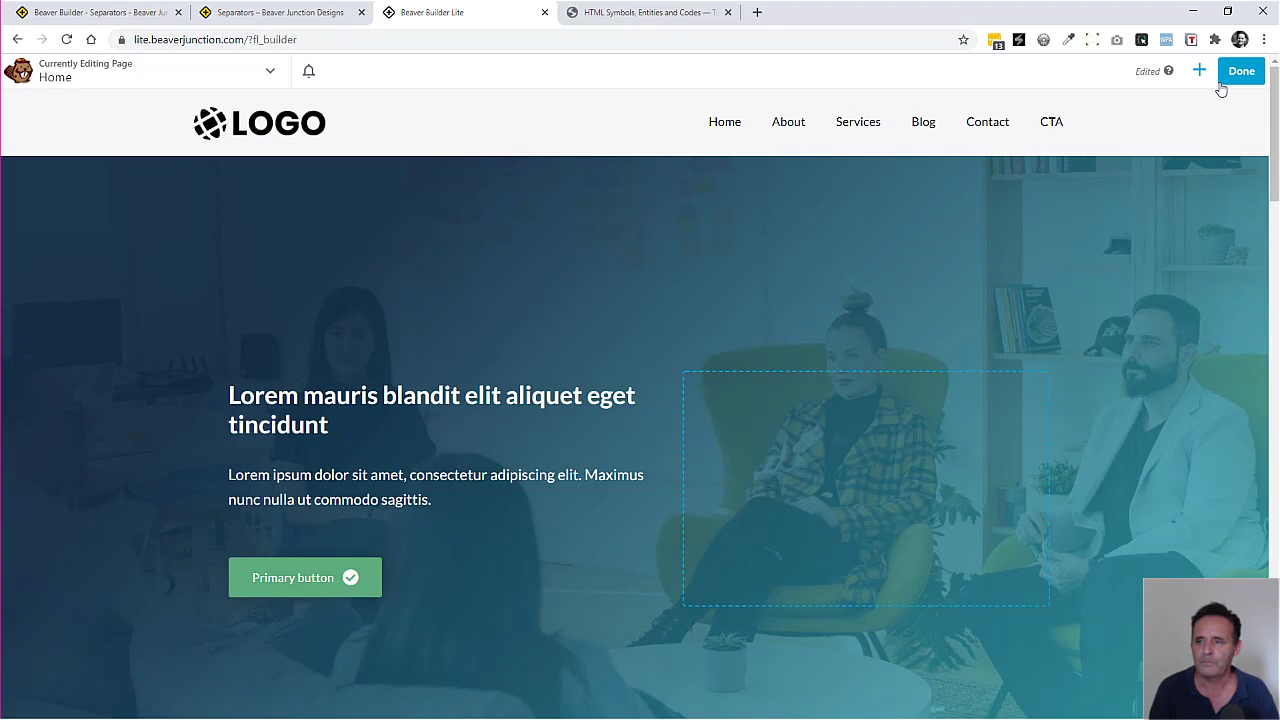 Beaver Builder - Separators - Beaver Ju
Separators – Beaver Junction Designs
Beaver Builder Lite
HTML Symbols, Entities and Codes — T
lite.beaverjunction.com/?fl_builder
13
WPA
T
Currently Editing Page
Home
Edited
Done
LOGO
Home
About
Services
Blog
Contact
CTA
Lorem mauris blandit elit aliquet eget
tincidunt
Lorem ipsum dolor sit amet, consectetur adipiscing elit. Maximus
nunc nulla ut commodo sagittis.
Primary button